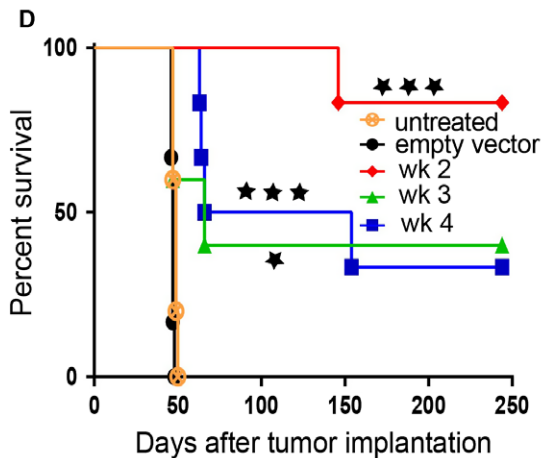 D
Percent survival
100
50
0
★★★
untreated
empty vector
wk 2
wk 3
wk 4
★★★
★
0 50 100 150 200 250
Days after tumor implantation